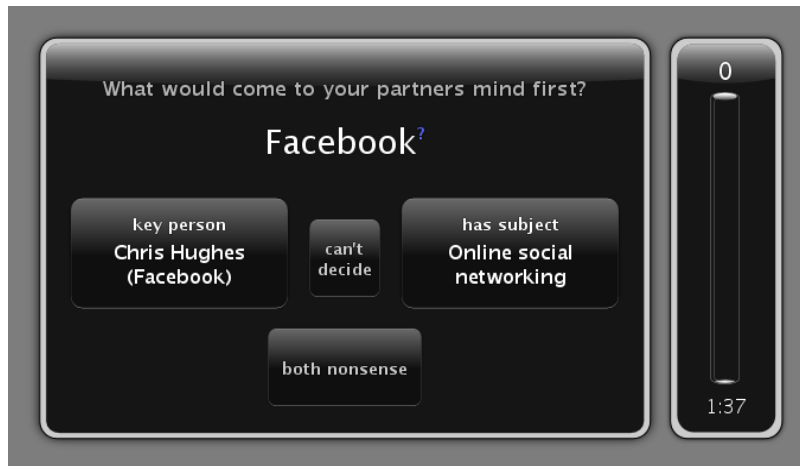 What would come to your partners mind first?
Facebook?
key person
Chris Hughes
(Facebook)
can't
decide
has subject
Online social
networking
both nonsense
0
1:37